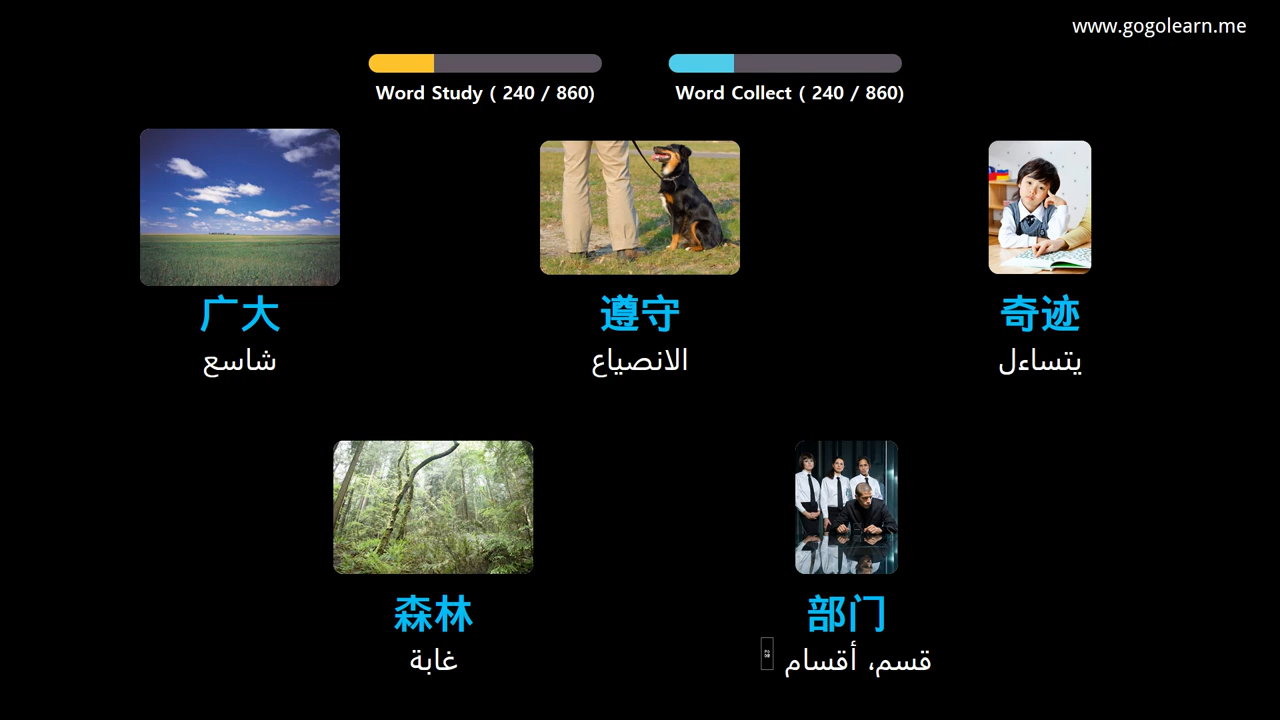 www.gogolearn.me
Word Study ( 240 / 860)
Word Collect ( 240 / 860)
广大
شاسع
遵守
الانصياع
奇迹
يتساءل
森林
غابة
部门
قسم، أقسام